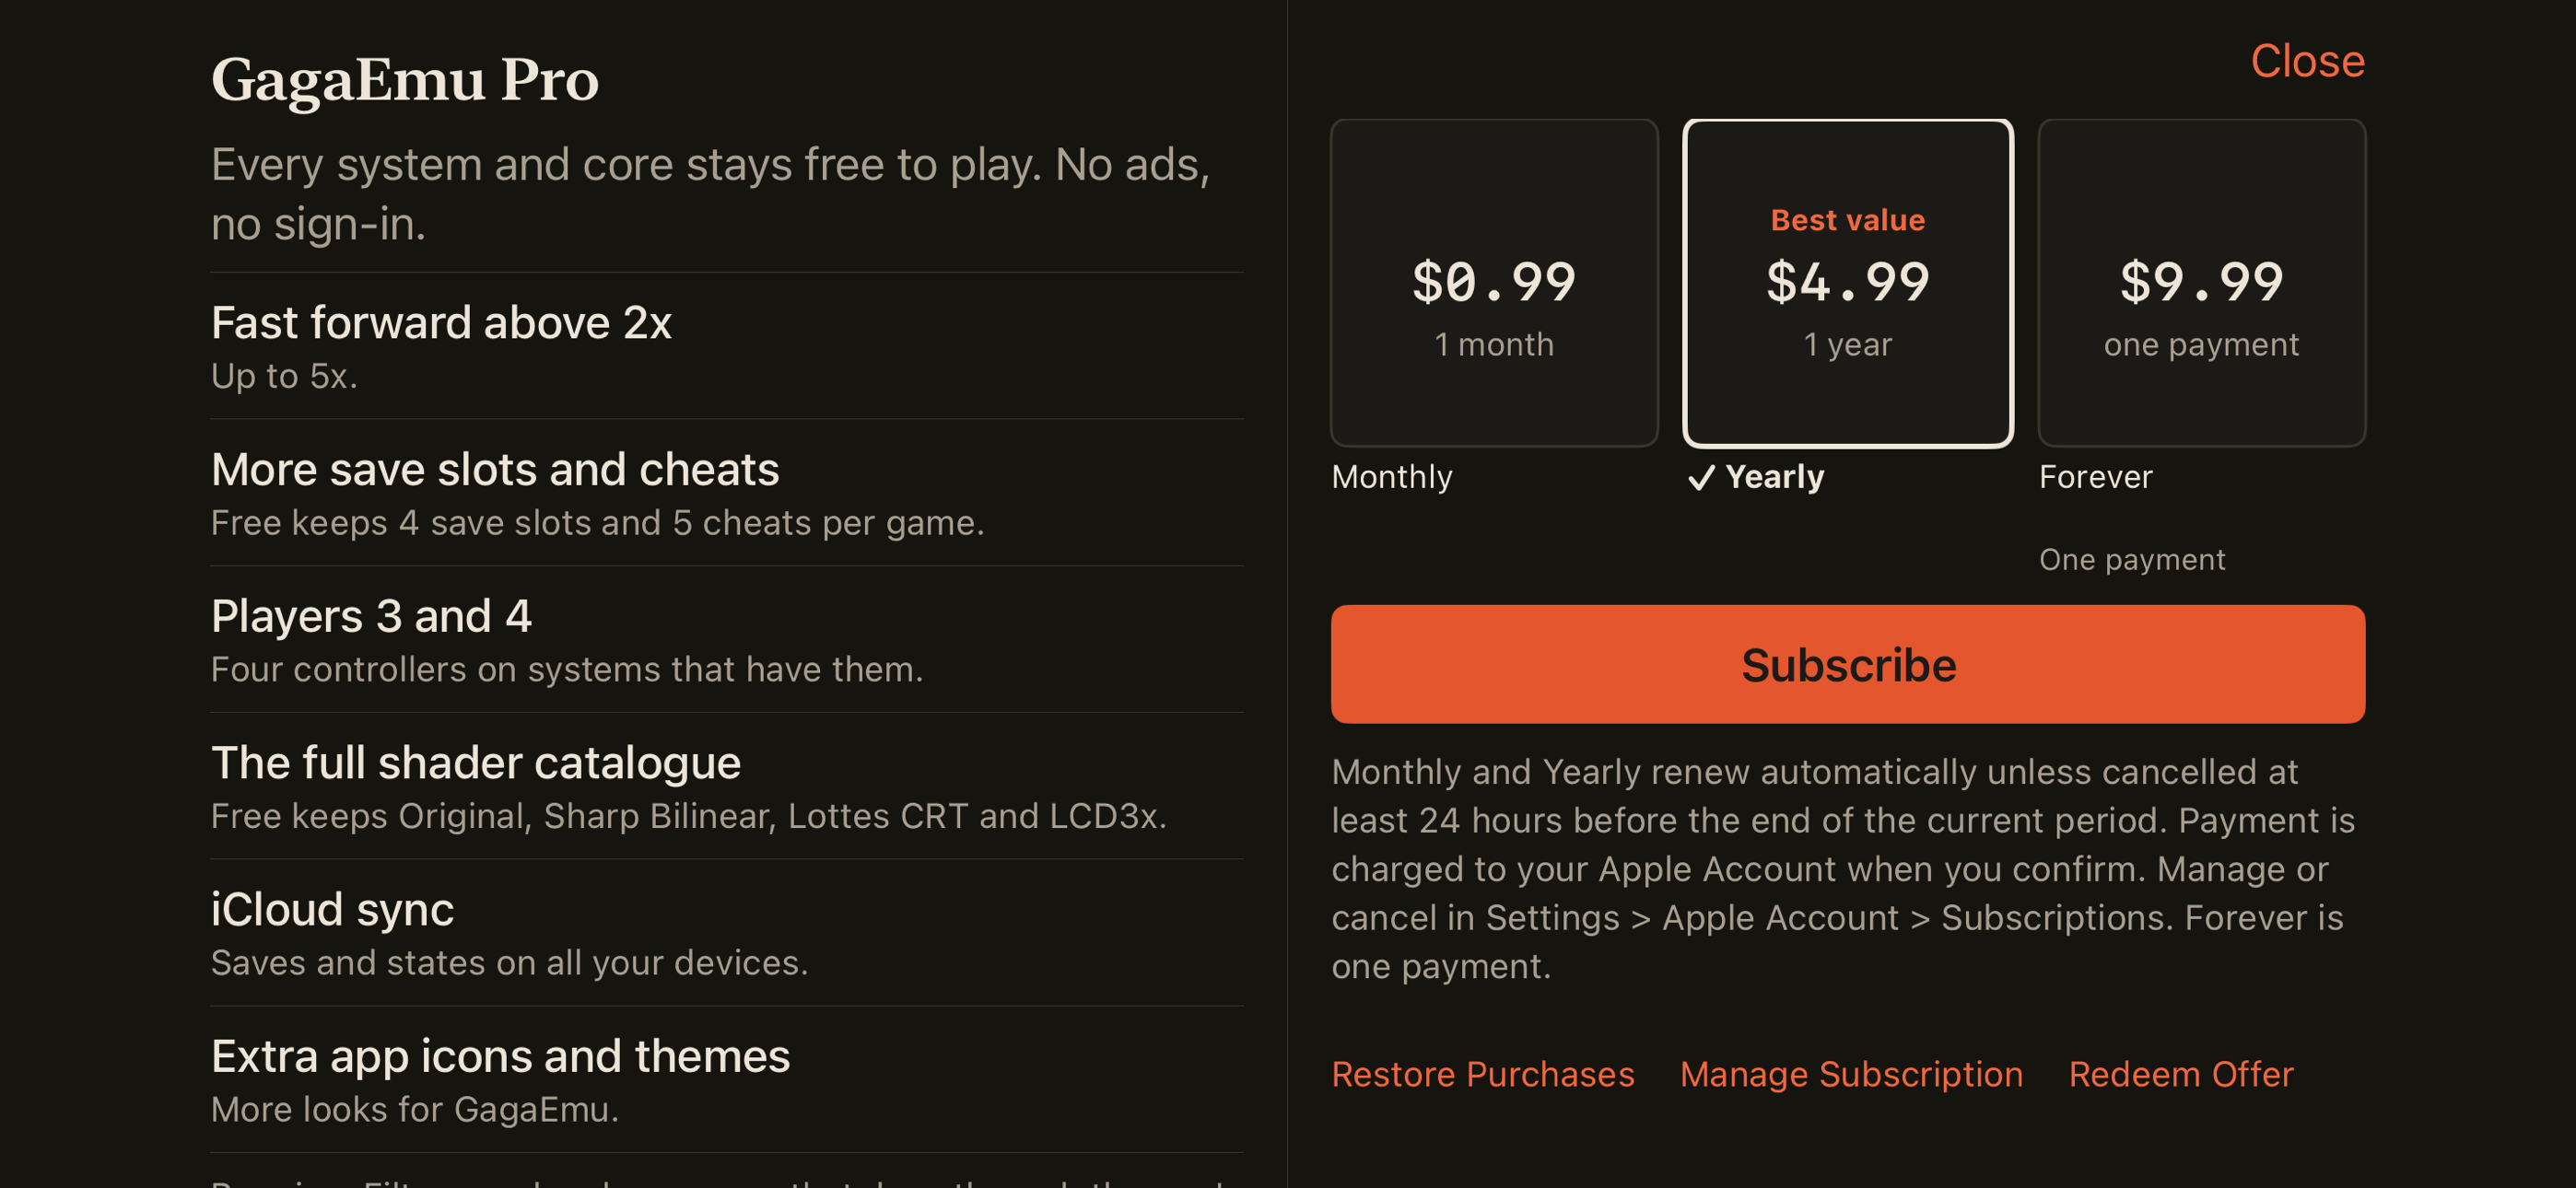 GagaEmu Pro
Every system and core stays free to play. No ads,
no sign-in.
Fast forward above 2x
Up to 5x.
More save slots and cheats
Free keeps 4 save slots and 5 cheats per game.
Players 3 and 4
Four controllers on systems that have them.
The full shader catalogue
Free keeps Original, Sharp Bilinear, Lottes CRT and LCD3x.
iCloud sync
Saves and states on all your devices.
Extra app icons and themes
More looks for GagaEmu.
Close
$0.99
1 month
Monthly
Best value
$4.99
1 year
✓ Yearly
$9.99
one payment
Forever
One payment
Subscribe
Monthly and Yearly renew automatically unless cancelled at
least 24 hours before the end of the current period. Payment is
charged to your Apple Account when you confirm. Manage or
cancel in Settings > Apple Account > Subscriptions. Forever is
one payment.
Restore Purchases
Manage Subscription
Redeem Offer